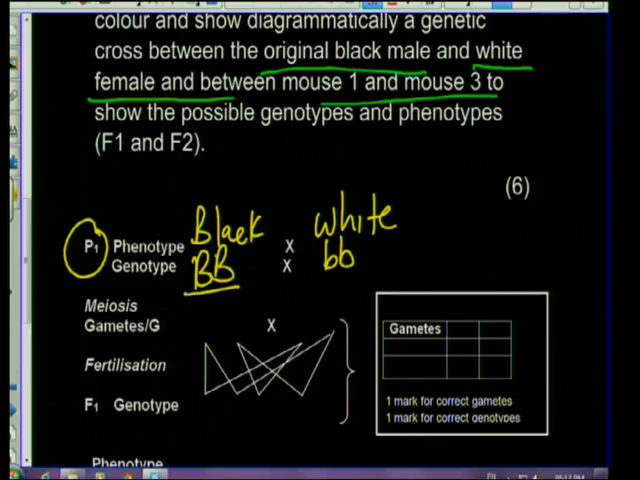 colour and show diagrammatically a genetic
cross between the original black male and white
female and between mouse 1 and mouse 3 to
show the possible genotypes and phenotypes
(F1 and F2).
(6)
P1 Phenotype Black x white
Genotype BB x bb
Meiosis
Gametes/G x
Fertilisation
F1 Genotype
Gametes
1 mark for correct gametes
1 mark for correct genotypes
Phenotype